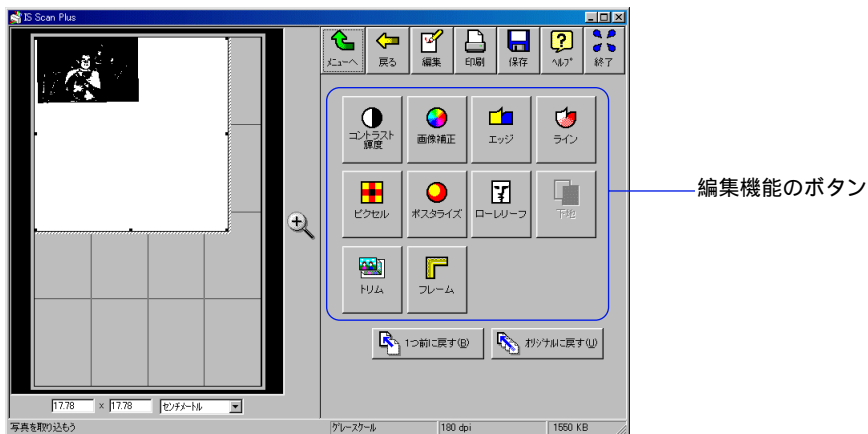 IS Scan Plus
メニューへ 戻る 編集 印刷 保存 ヘルプ 終了
コントラスト
輝度
画像補正 エッジ ライン
ピクセル ポスタライズ ローレリーフ 下地
編集機能のボタン
トリム フレーム
1つ前に戻す(B) オリジナルに戻す(U)
17.78 × 17.78 センチメートル
写真を取り込もう グレースケール 180 dpi 1550 KB